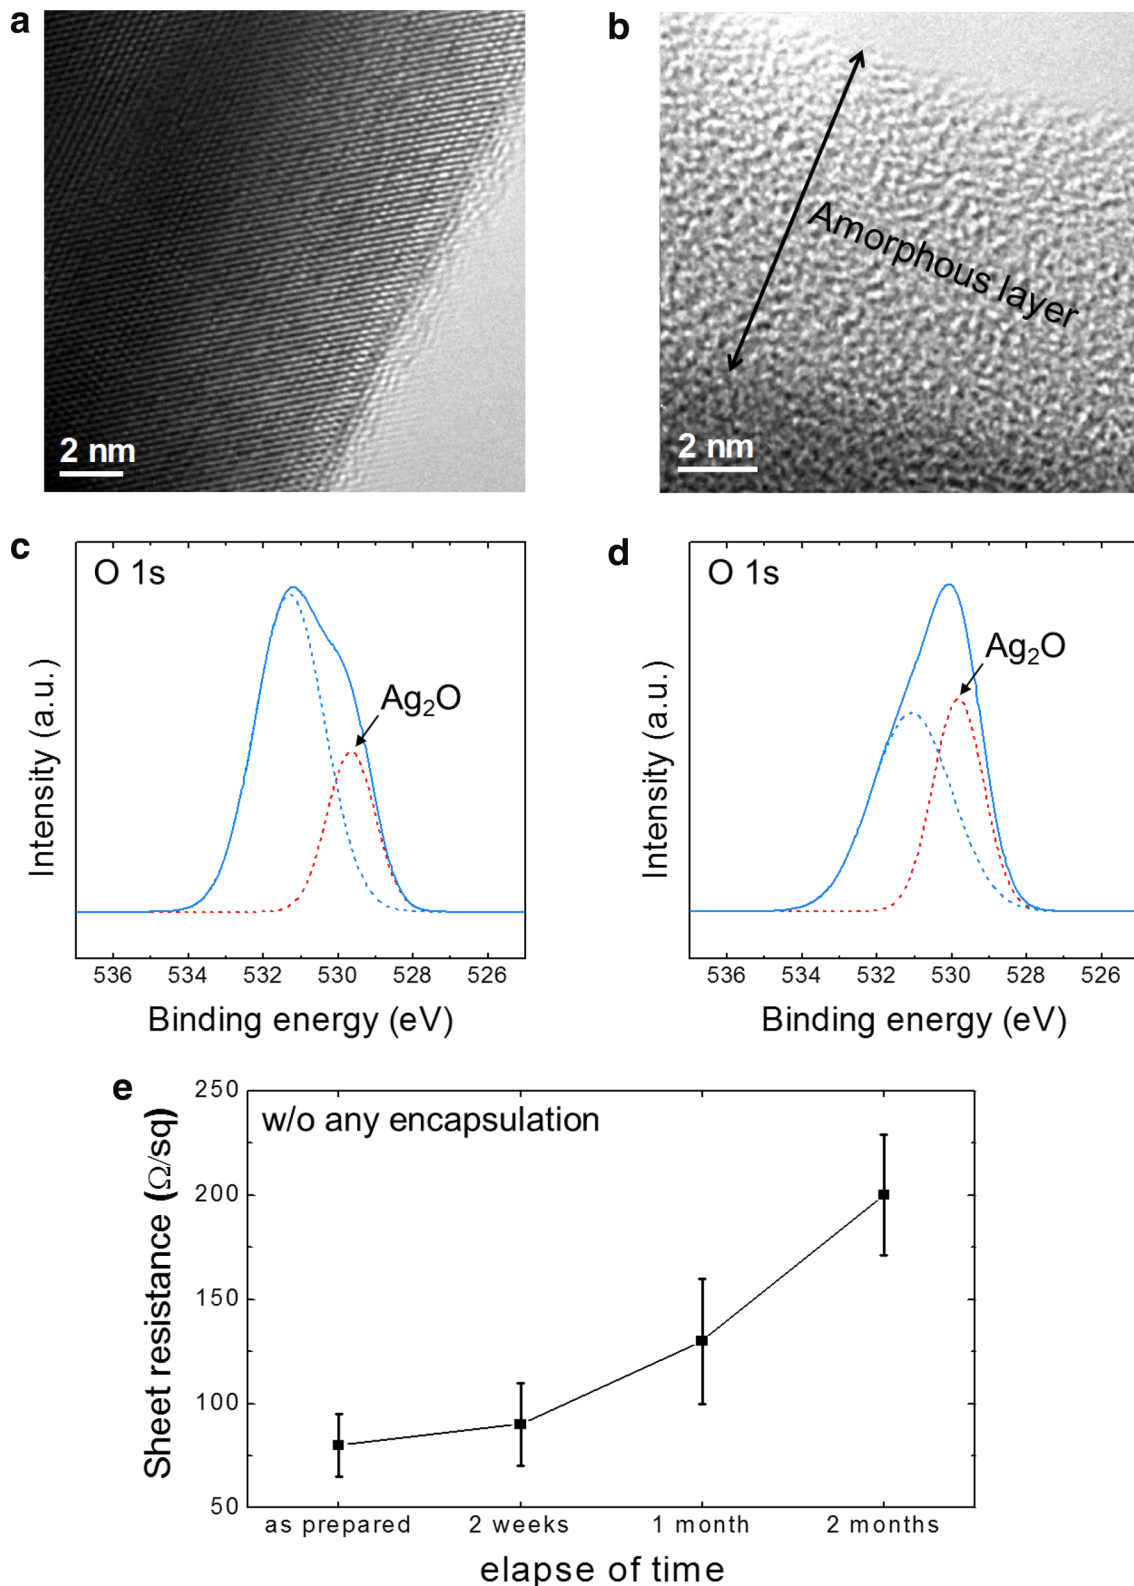 a
b
Amorphous layer
2 nm
2 nm
c
O 1s
Ag₂O
Intensity (a.u.)
536 534 532 530 528 526
Binding energy (eV)
d
O 1s
Ag₂O
Intensity (a.u.)
536 534 532 530 528 526
Binding energy (eV)
e
w/o any encapsulation
Sheet resistance (Ω/sq)
250
200
150
100
50
as prepared 2 weeks 1 month 2 months
elapse of time